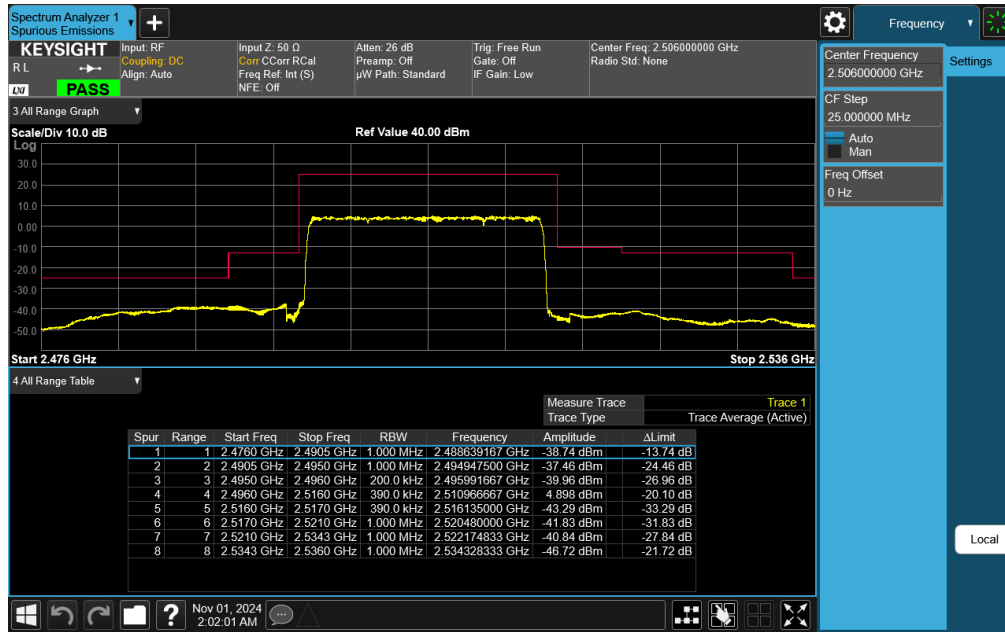 Spectrum Analyzer 1
Spurious Emissions
+
Frequency
KEYSIGHT
R L
LXI
PASS
Input: RF
Coupling: DC
Align: Auto
Input Z: 50 Ω
Corr CCorr RCal
Freq Ref: Int (S)
NFE: Off
Atten: 26 dB
Preamp: Off
µW Path: Standard
Trig: Free Run
Gate: Off
IF Gain: Low
Center Freq: 2.506000000 GHz
Radio Std: None
Center Frequency
2.506000000 GHz
Settings
CF Step
25.000000 MHz
Auto
Man
Freq Offset
0 Hz
3 All Range Graph
Scale/Div 10.0 dB Ref Value 40.00 dBm
Log
30.0
20.0
10.0
0.00
-10.0
-20.0
-30.0
-40.0
-50.0
Start 2.476 GHz Stop 2.536 GHz
4 All Range Table
Measure Trace Trace 1
Trace Type Trace Average (Active)
Spur Range Start Freq Stop Freq RBW Frequency Amplitude ΔLimit
1 1 2.4760 GHz 2.4905 GHz 1.000 MHz 2.488639167 GHz -38.74 dBm -13.74 dB
2 2 2.4905 GHz 2.4950 GHz 1.000 MHz 2.494947500 GHz -37.46 dBm -24.46 dB
3 3 2.4950 GHz 2.4960 GHz 200.0 kHz 2.495991667 GHz -39.96 dBm -26.96 dB
4 4 2.4960 GHz 2.5160 GHz 390.0 kHz 2.510966667 GHz 4.898 dBm -20.10 dB
5 5 2.5160 GHz 2.5170 GHz 390.0 kHz 2.516135000 GHz -43.29 dBm -33.29 dB
6 6 2.5170 GHz 2.5210 GHz 1.000 MHz 2.520480000 GHz -41.83 dBm -31.83 dB
7 7 2.5210 GHz 2.5343 GHz 1.000 MHz 2.522174833 GHz -40.84 dBm -27.84 dB
8 8 2.5343 GHz 2.5360 GHz 1.000 MHz 2.534328333 GHz -46.72 dBm -21.72 dB
Local
?
Nov 01, 2024
2:02:01 AM